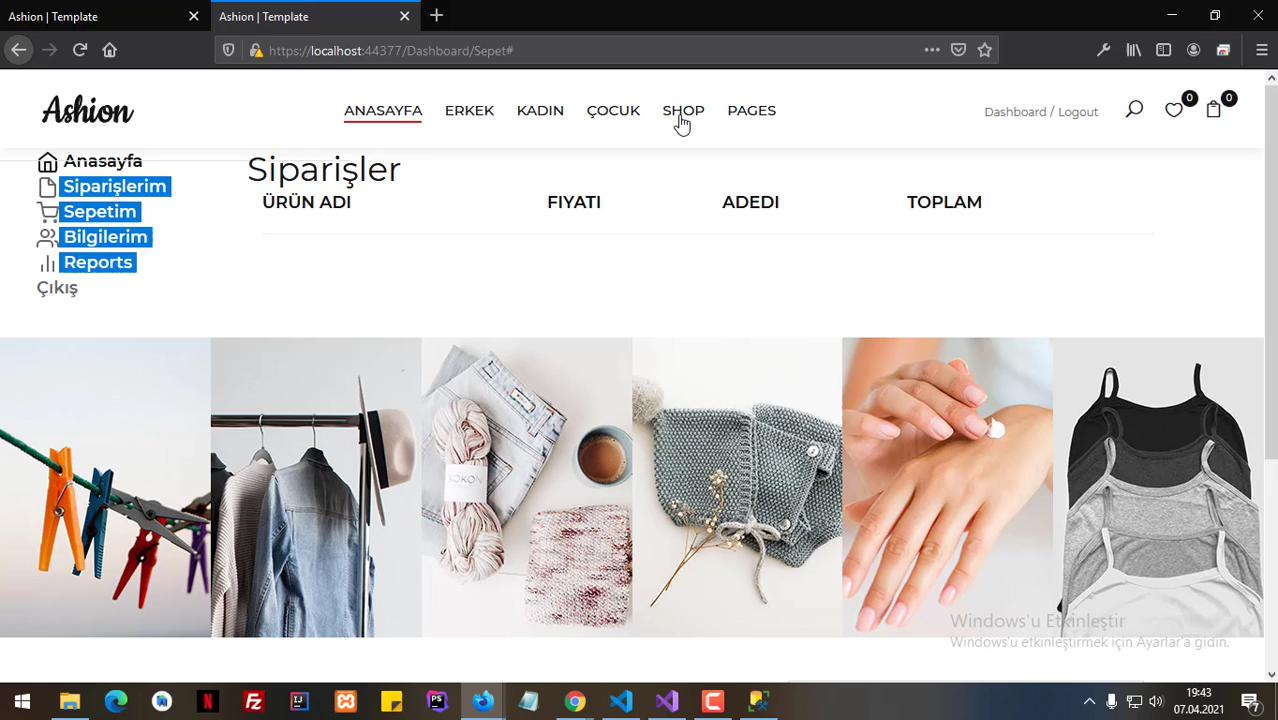 Ashion | Template
Ashion | Template
https://localhost:44377/Dashboard/Sepet#
Ashion
ANASAYFA ERKEK KADIN ÇOCUK SHOP PAGES
Dashboard / Logout
0
0
Anasayfa
Siparişlerim
Sepetim
Bilgilerim
Reports
Çıkış
Siparişler
ÜRÜN ADI FIYATI ADEDI TOPLAM
KOKON
Windows'u Etkinleştir
Windows'u etkinleştirmek için Ayarlar'a gidin.
19:43
07.04.2021
7